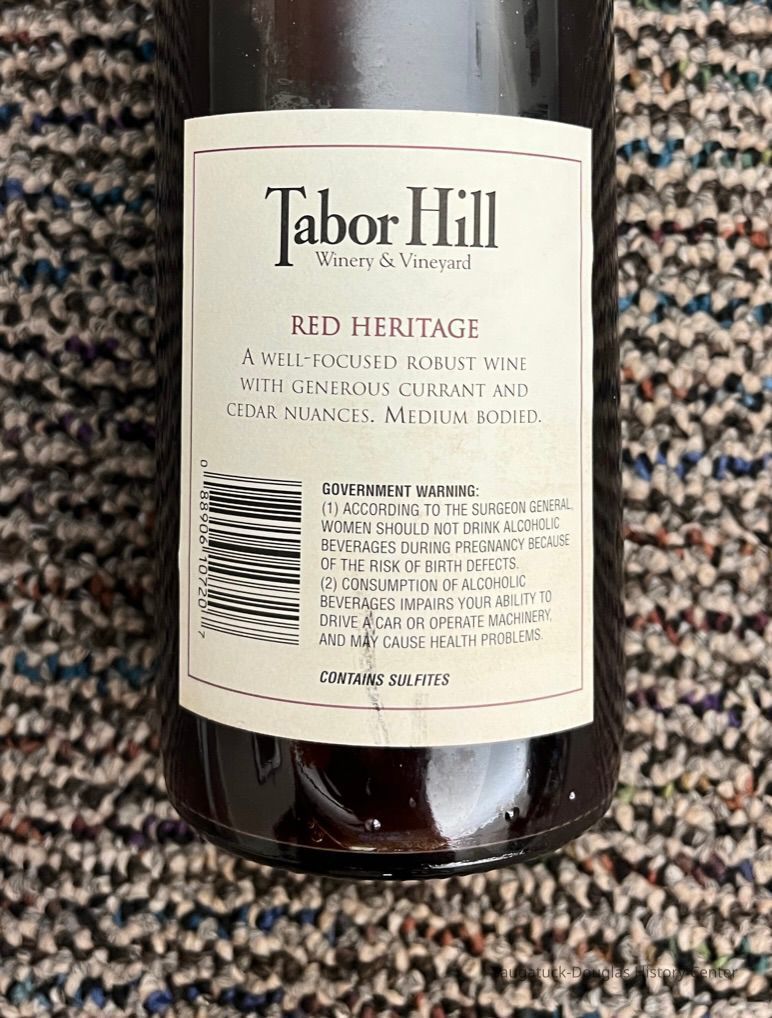 Tabor Hill
Winery & Vineyard
RED HERITAGE
A WELL-FOCUSED ROBUST WINE
WITH GENEROUS CURRANT AND
CEDAR NUANCES. MEDIUM BODIED.
0 88906 10720 7
GOVERNMENT WARNING:
(1) ACCORDING TO THE SURGEON GENERAL,
WOMEN SHOULD NOT DRINK ALCOHOLIC
BEVERAGES DURING PREGNANCY BECAUSE
OF THE RISK OF BIRTH DEFECTS.
(2) CONSUMPTION OF ALCOHOLIC
BEVERAGES IMPAIRS YOUR ABILITY TO
DRIVE A CAR OR OPERATE MACHINERY,
AND MAY CAUSE HEALTH PROBLEMS.
CONTAINS SULFITES
Saugatuck-Douglas History Center